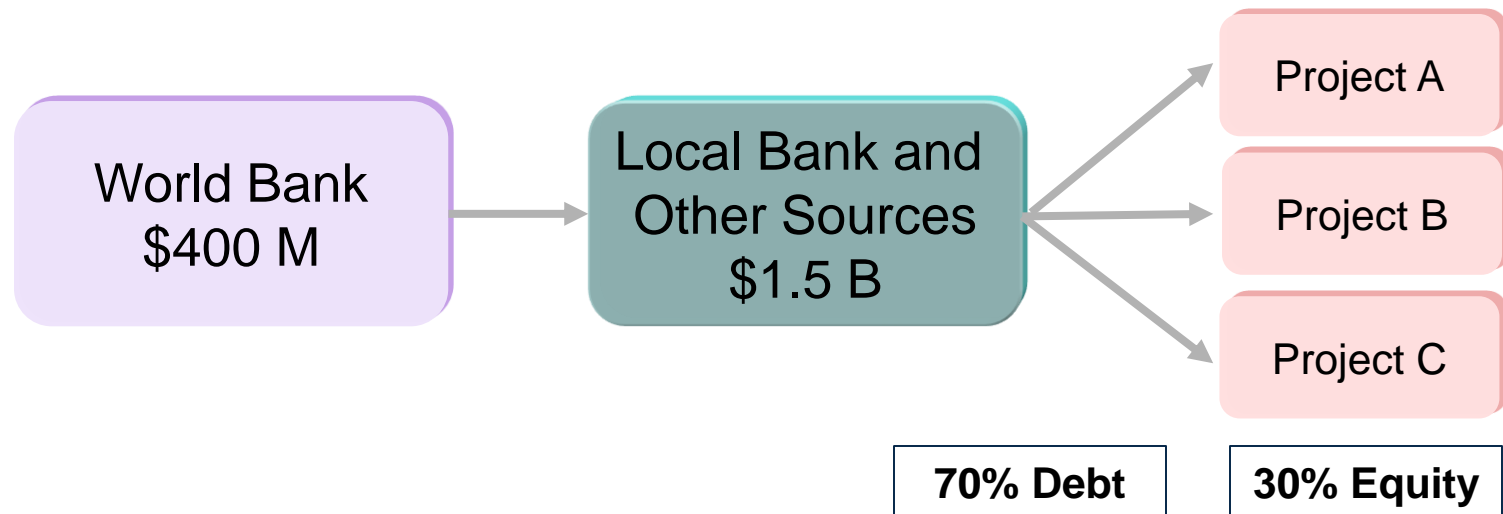 World Bank
$400 M
Local Bank and
Other Sources
$1.5 B
Project A
Project B
Project C
70% Debt
30% Equity